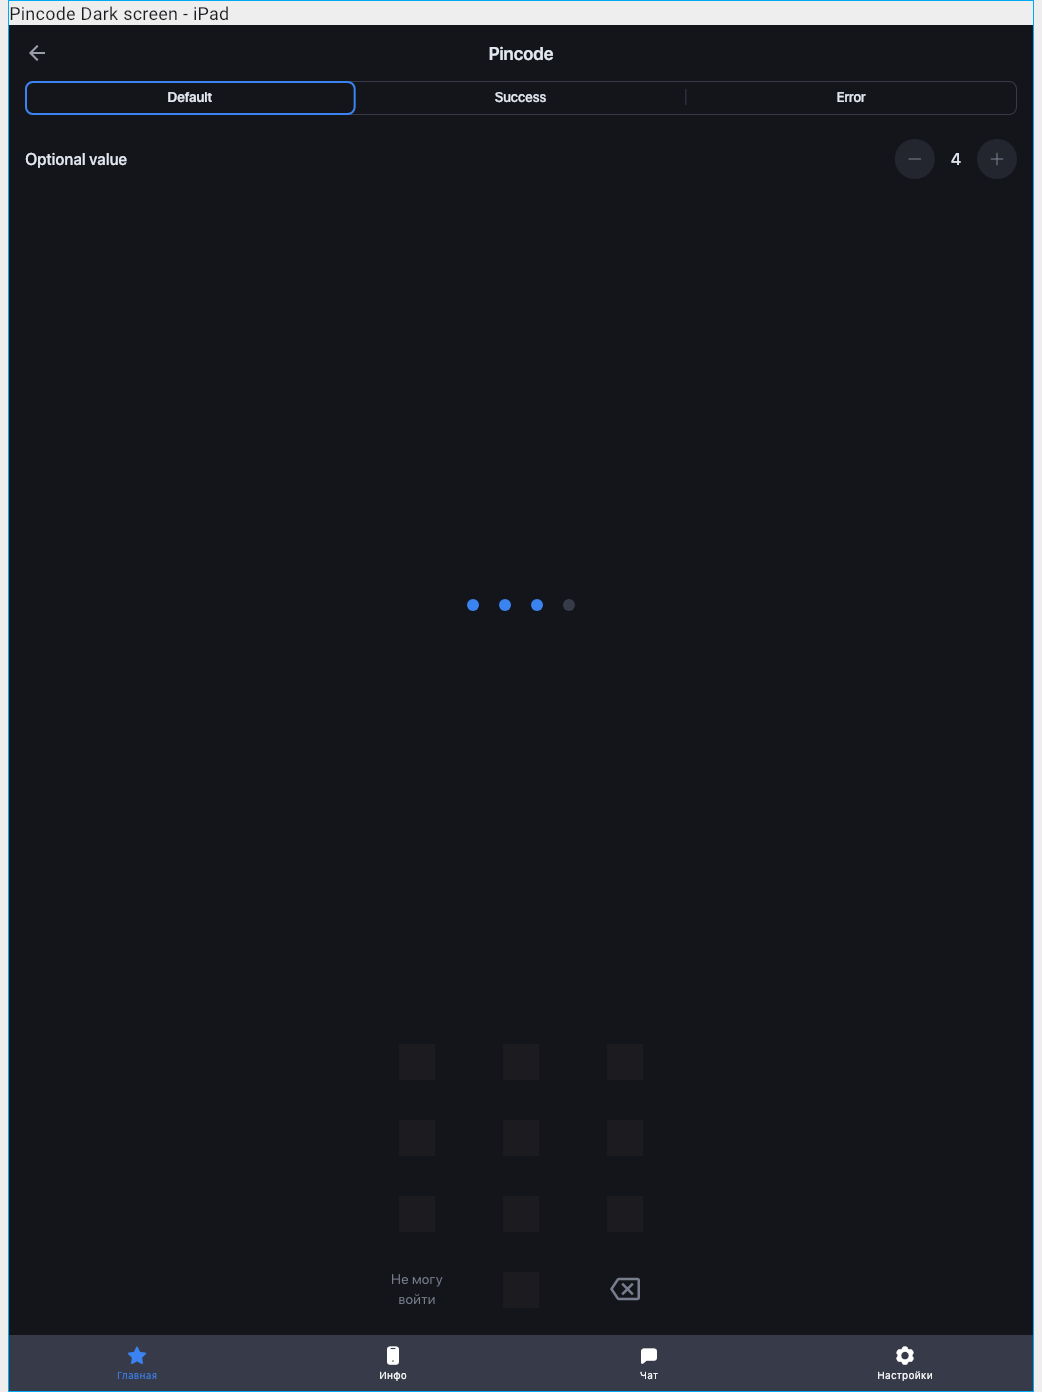 Pincode Dark screen - iPad
Pincode
Default
Success
Error
Optional value
4
Не могу
войти
Главная
Инфо
Чат
Настройки